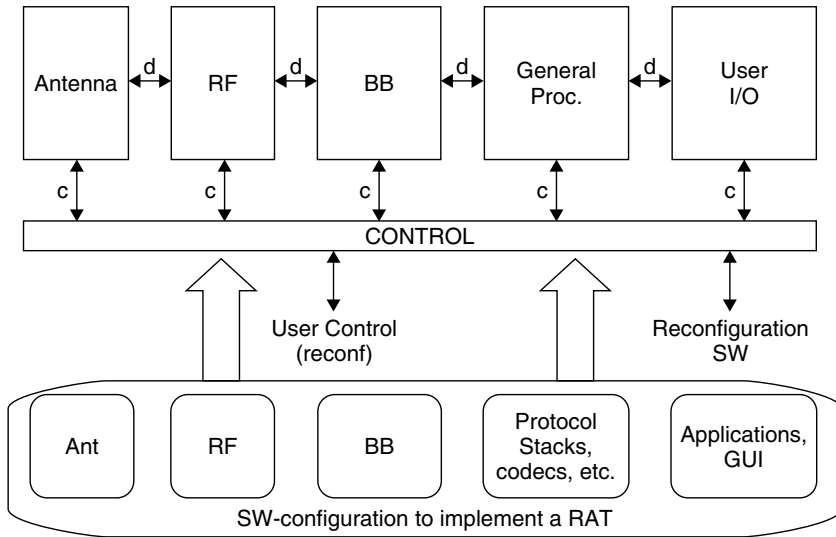 Antenna
d
RF
d
BB
d
General
Proc.
d
User
I/O
c
c
c
c
c
CONTROL
User Control
(reconf)
Reconfiguration
SW
Ant
RF
BB
Protocol
Stacks,
codecs, etc.
Applications,
GUI
SW-configuration to implement a RAT